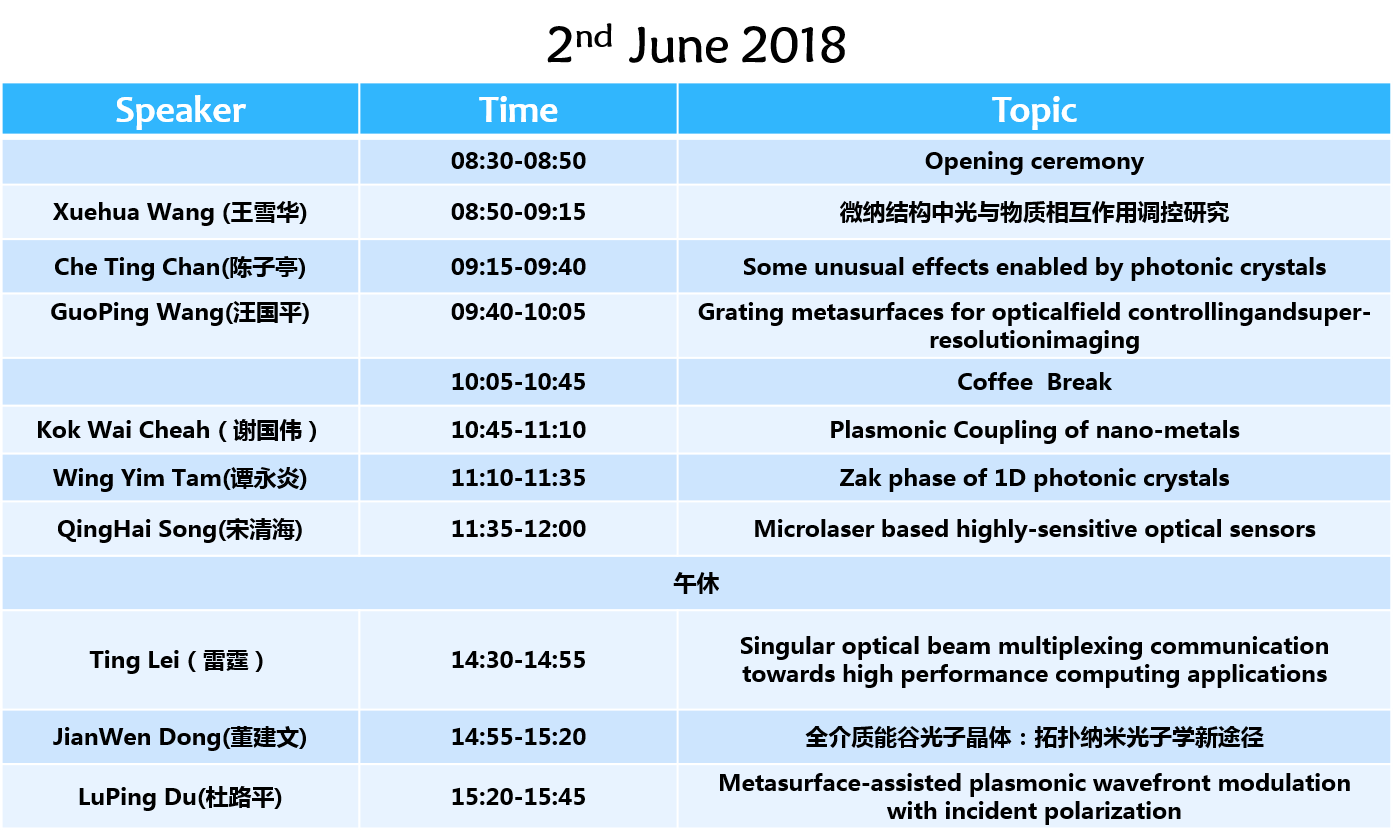 2nd June 2018
Speaker Time Topic
08:30-08:50 Opening ceremony
Xuehua Wang (王雪华) 08:50-09:15 微纳结构中光与物质相互作用调控研究
Che Ting Chan(陈子亭) 09:15-09:40 Some unusual effects enabled by photonic crystals
GuoPing Wang(汪国平) 09:40-10:05 Grating metasurfaces for opticalfield controllingandsuper-
resolutionimaging
10:05-10:45 Coffee Break
Kok Wai Cheah（谢国伟） 10:45-11:10 Plasmonic Coupling of nano-metals
Wing Yim Tam(谭永炎) 11:10-11:35 Zak phase of 1D photonic crystals
QingHai Song(宋清海) 11:35-12:00 Microlaser based highly-sensitive optical sensors
午休
Ting Lei（雷霆） 14:30-14:55 Singular optical beam multiplexing communication
towards high performance computing applications
JianWen Dong(董建文) 14:55-15:20 全介质能谷光子晶体：拓扑纳米光子学新途径
LuPing Du(杜路平) 15:20-15:45 Metasurface-assisted plasmonic wavefront modulation
with incident polarization